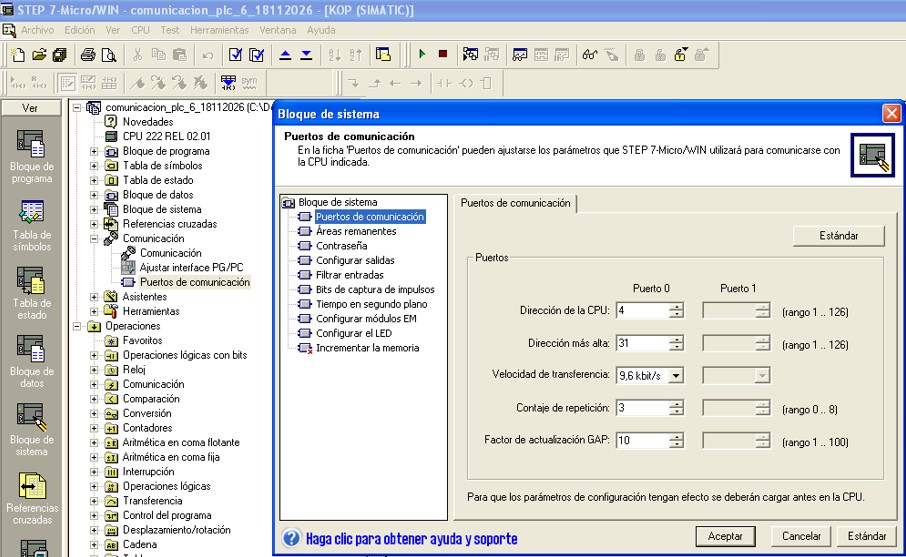 STEP 7-Micro/WIN - comunicacion_plc_6_18112026 - [KOP (SIMATIC)]
Archivo Edición Ver CPU Test Herramientas Ventana Ayuda
sym
Ver
Bloque de
programa
Tabla de
símbolos
Tabla de
estado
Bloque de
datos
Bloque de
sistema
Referencias
cruzadas
comunicacion_plc_6_18112026 (C:\D
Novedades
CPU 222 REL 02.01
Bloque de programa
Tabla de símbolos
Tabla de estado
Bloque de datos
Bloque de sistema
Referencias cruzadas
Comunicación
Comunicación
Ajustar interface PG/PC
Puertos de comunicación
Asistentes
Herramientas
Operaciones
Favoritos
Operaciones lógicas con bits
Reloj
Comunicación
Comparación
Conversión
Contadores
Aritmética en coma flotante
Aritmética en coma fija
Interrupción
Operaciones lógicas
Transferencia
Control del programa
Desplazamiento/rotación
Cadena
Bloque de sistema
Puertos de comunicación
En la ficha 'Puertos de comunicación' pueden ajustarse los parámetros que STEP 7-Micro/WIN utilizará para comunicarse con
la CPU indicada.
Bloque de sistema
Puertos de comunicación
Áreas remanentes
Contraseña
Configurar salidas
Filtrar entradas
Bits de captura de impulsos
Tiempo en segundo plano
Configurar módulos EM
Configurar el LED
Incrementar la memoria
Puertos de comunicación
Estándar
Puertos
Puerto 0 Puerto 1
Dirección de la CPU: 4 (rango 1 .. 126)
Dirección más alta: 31 (rango 1 .. 126)
Velocidad de transferencia: 9,6 kbit/s
Contaje de repetición: 3 (rango 0 .. 8)
Factor de actualización GAP: 10 (rango 1 .. 100)
Para que los parámetros de configuración tengan efecto se deberán cargar antes en la CPU.
Haga clic para obtener ayuda y soporte
Aceptar Cancelar Estándar